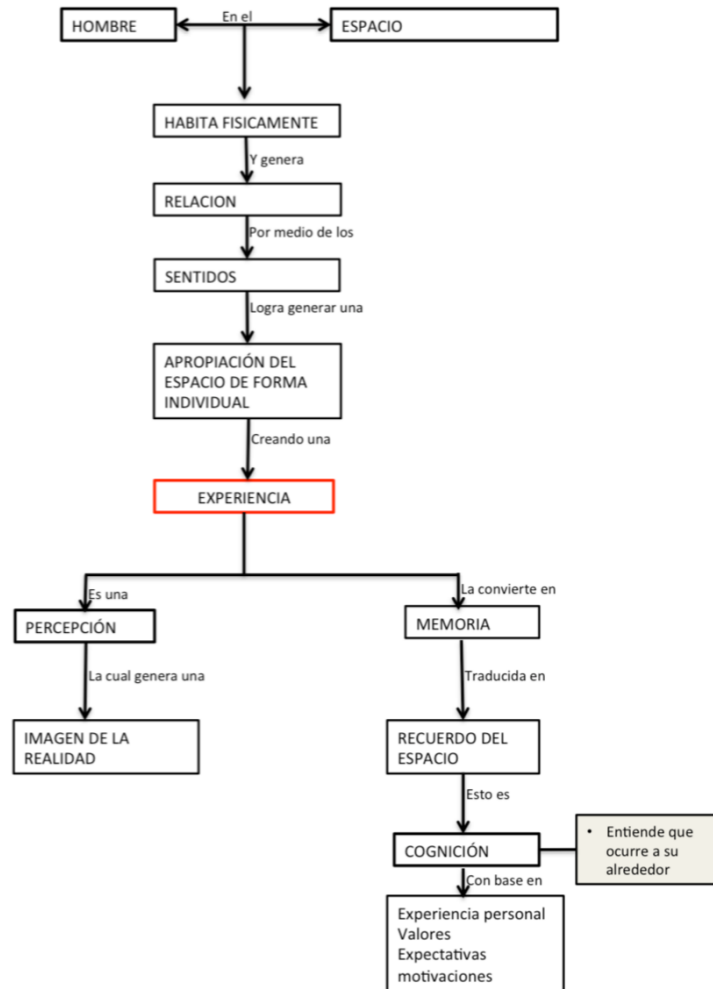 HOMBRE
En el
ESPACIO
HABITA FISICAMENTE
Y genera
RELACION
Por medio de los
SENTIDOS
Logra generar una
APROPIACIÓN DEL
ESPACIO DE FORMA
INDIVIDUAL
Creando una
EXPERIENCIA
Es una
PERCEPCIÓN
La cual genera una
IMAGEN DE LA
REALIDAD
La convierte en
MEMORIA
Traducida en
RECUERDO DEL
ESPACIO
Esto es
COGNICIÓN
• Entiende que
ocurre a su
alrededor
Con base en
Experiencia personal
Valores
Expectativas
motivaciones